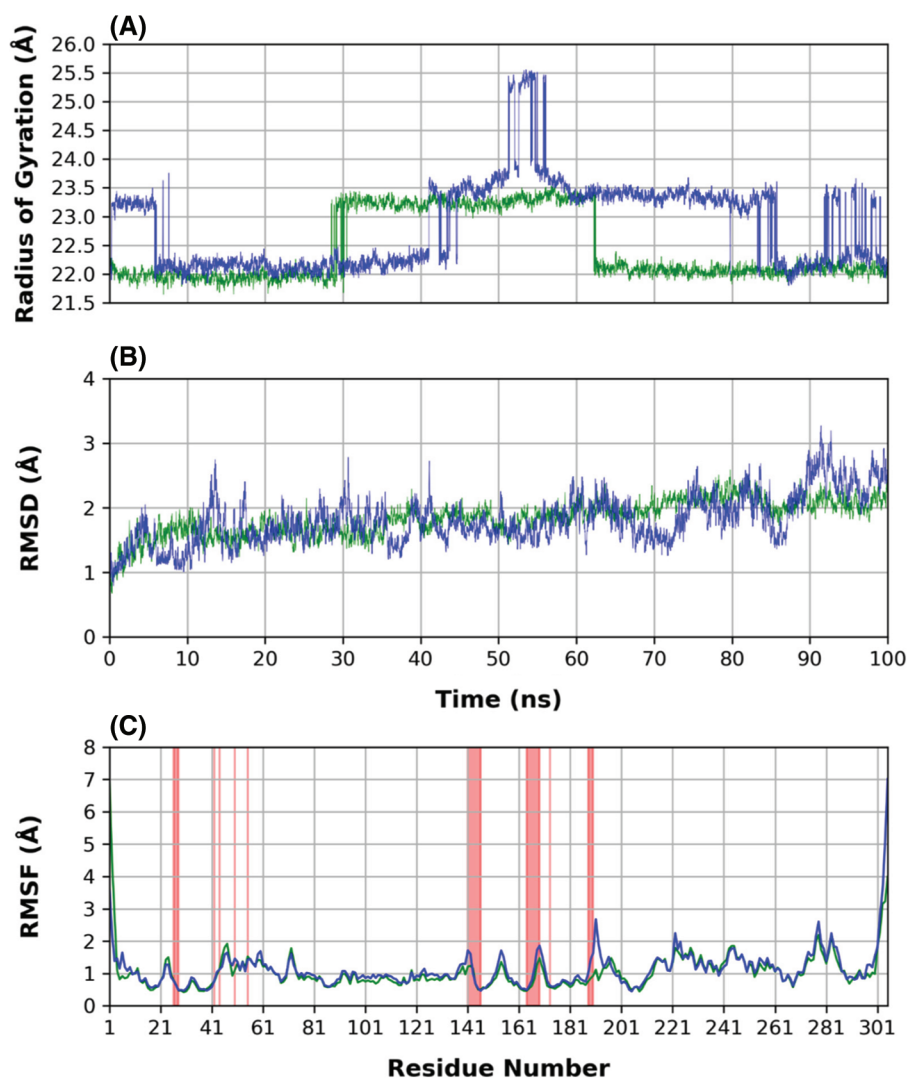 (A)
Radius of Gyration (Å)
26.0
25.5
25.0
24.5
24.0
23.5
23.0
22.5
22.0
21.5
(B)
RMSD (Å)
4
3
2
1
0
0 10 20 30 40 50 60 70 80 90 100
Time (ns)
(C)
RMSF (Å)
8
7
6
5
4
3
2
1
0
1 21 41 61 81 101 121 141 161 181 201 221 241 261 281 301
Residue Number